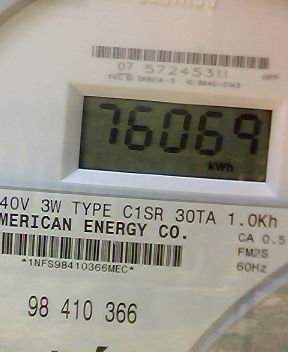 07 57245311
76069
kWh
40V 3W TYPE C1SR 30TA 1.0Kh
MERICAN ENERGY CO.
CA 0.5
FM2S
60Hz
*1NFS98410366MEC*
98 410 366